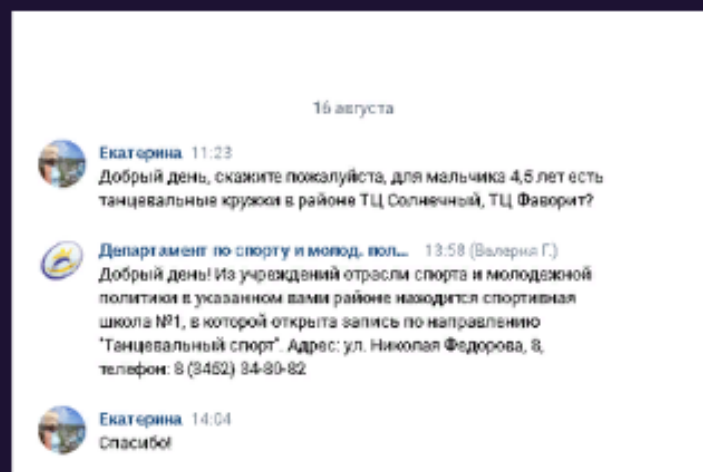 16 августа
Екатерина 11:23
Добрый день, скажите пожалуйста, для мальчика 4,5 лет есть
танцевальные кружки в районе ТЦ Солнечный, ТЦ Фаворит?
Департамент по спорту и молод. пол... 13:58 (Валерия Г.)
Добрый день! Из учреждений отрасли спорта и молодежной
политики в указанном вами районе находится спортивная
школа №1, в которой открыта запись по направлению
"Танцевальный спорт". Адрес: ул. Николая Федорова, 8,
телефон: 8 (3462) 34-80-82
Екатерина 14:04
Спасибо!